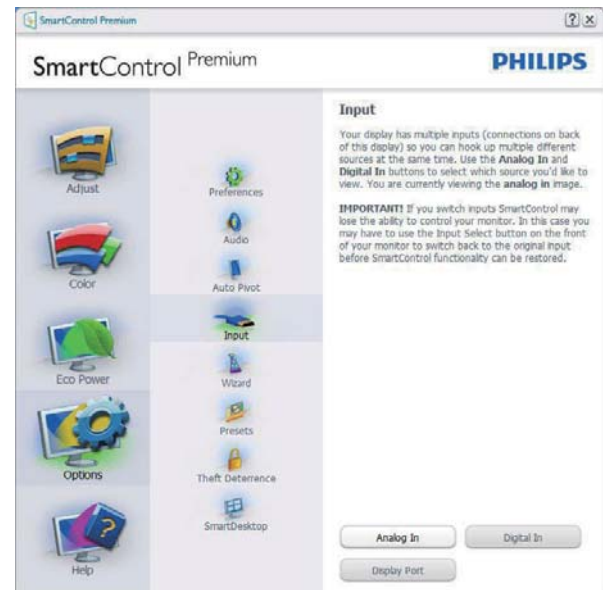 SmartControl Premium
SmartControl Premium
PHILIPS
Adjust
Color
Eco Power
Options
Help
Preferences
Audio
Auto Pivot
Input
Wizard
Presets
Theft Deterrence
SmartDesktop
Input
Your display has multiple inputs (connections on back
of this display) so you can hook up multiple different
sources at the same time. Use the Analog In and
Digital In buttons to select which source you'd like to
view. You are currently viewing the analog in image.
IMPORTANT! If you switch inputs SmartControl may
lose the ability to control your monitor. In this case you
may have to use the Input Select button on the front
of your monitor to switch back to the original input
before SmartControl functionality can be restored.
Analog In
Digital In
Display Port